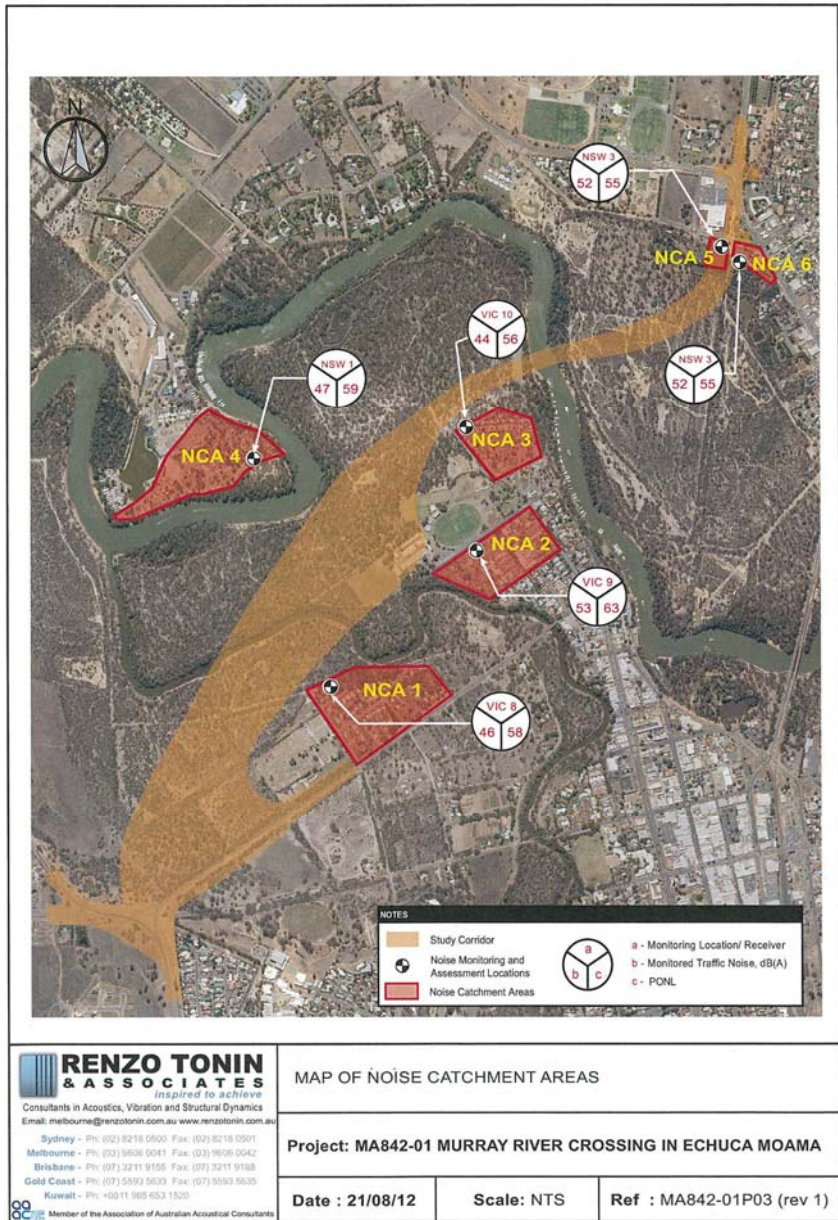 N
NSW 3
52 55
NCA 5
NCA 6
VIC 10
44 56
NSW 3
52 55
NSW 1
47 59
NCA 4
NCA 3
NCA 2
VIC 9
53 63
NCA 1
VIC 8
46 58
NOTES
Study Corridor
Noise Monitoring and
Assessment Locations
Noise Catchment Areas
a
b c
a - Monitoring Location/ Receiver
b - Monitored Traffic Noise, dB(A)
c - PONL
RENZO TONIN
& ASSOCIATES
inspired to achieve
Consultants in Acoustics, Vibration and Structural Dynamics
Email: melbourne@renzotonin.com.au www.renzotonin.com.au
Sydney - Ph: (02) 8218 0500 Fax: (02) 8218 0501
Melbourne - Ph: (03) 9606 0041 Fax: (03) 9606 0042
Brisbane - Ph: (07) 3211 9155 Fax: (07) 3211 9188
Gold Coast - Ph: (07) 5593 5633 Fax: (07) 5593 5635
Kuwait - Ph: +0011 965 653 1520
Member of the Association of Australian Acoustical Consultants
MAP OF NOISE CATCHMENT AREAS
Project: MA842-01 MURRAY RIVER CROSSING IN ECHUCA MOAMA
Date : 21/08/12
Scale: NTS
Ref : MA842-01P03 (rev 1)